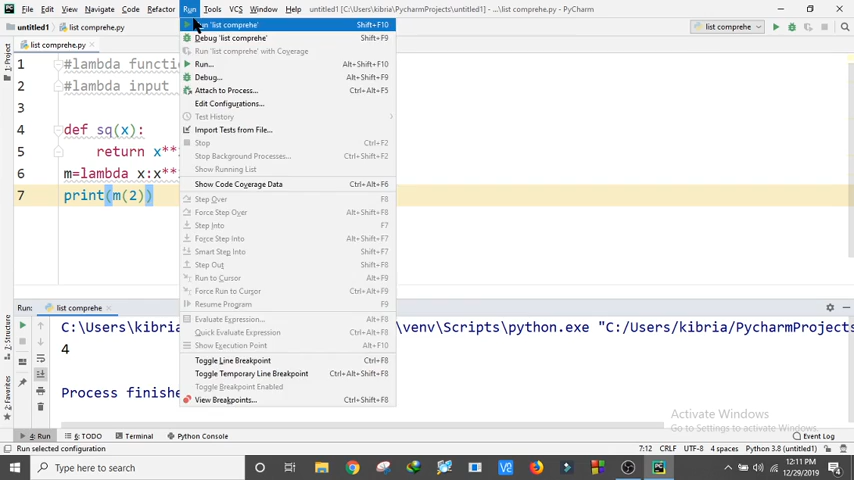 File Edit View Navigate Code Refactor Run Tools VCS Window Help untitled1 [C:\Users\kibria\PycharmProjects\untitled1] - ...\list comprehe.py - PyCharm
untitled1 list comprehe.py list comprehe
list comprehe.py
1: Project
1 #lambda functi
2 #lambda input
3
4 def sq(x):
5 return x**
6 m=lambda x:x**
7 print(m(2))
'list comprehe' Shift+F10
Debug 'list comprehe' Shift+F9
Run 'list comprehe' with Coverage
Run... Alt+Shift+F10
Debug... Alt+Shift+F9
Attach to Process... Ctrl+Alt+F5
Edit Configurations...
Test History
Import Tests from File...
Stop Ctrl+F2
Stop Background Processes... Ctrl+Shift+F2
Show Running List
Show Code Coverage Data Ctrl+Alt+F6
Step Over F8
Force Step Over Alt+Shift+F8
Step Into F7
Force Step Into Alt+Shift+F7
Smart Step Into Shift+F7
Step Out Shift+F8
Run to Cursor Alt+F9
Force Run to Cursor Ctrl+Alt+F9
Resume Program F9
Evaluate Expression... Alt+F8
Quick Evaluate Expression Ctrl+Alt+F8
Show Execution Point Alt+F10
Toggle Line Breakpoint Ctrl+F8
Toggle Temporary Line Breakpoint Ctrl+Alt+Shift+F8
Toggle Breakpoint Enabled
View Breakpoints... Ctrl+Shift+F8
Run: list comprehe
C:\Users\kibria \venv\Scripts\python.exe "C:/Users/kibria/PycharmProjects
4
Process finishe
Z: Structure
2: Favorites
Activate Windows
Go to Settings to activate Windows.
4: Run 6: TODO Terminal Python Console Event Log
Run selected configuration 7:12 CRLF UTF-8 4 spaces Python 3.8 (untitled1)
Type here to search
12:11 PM
12/29/2019
4